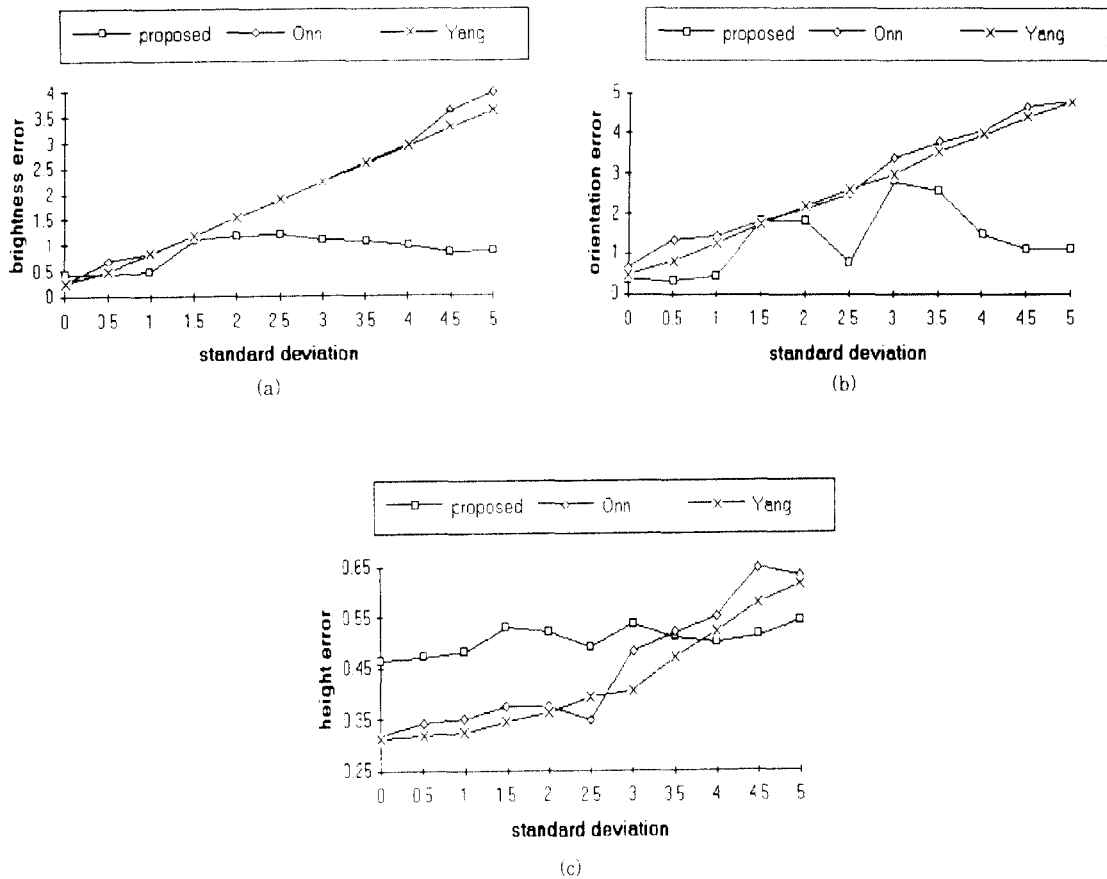 proposed Onn Yang
brightness error
4
3.5
3
2.5
2
1.5
1
0.5
0
0 0.5 1 1.5 2 2.5 3 3.5 4 4.5 5
standard deviation
(a)
proposed Onn Yang
orientation error
5
4
3
2
1
0
0 0.5 1 1.5 2 2.5 3 3.5 4 4.5 5
standard deviation
(b)
proposed Onn Yang
height error
0.65
0.55
0.45
0.35
0.25
0 0.5 1 1.5 2 2.5 3 3.5 4 4.5 5
standard deviation
(c)